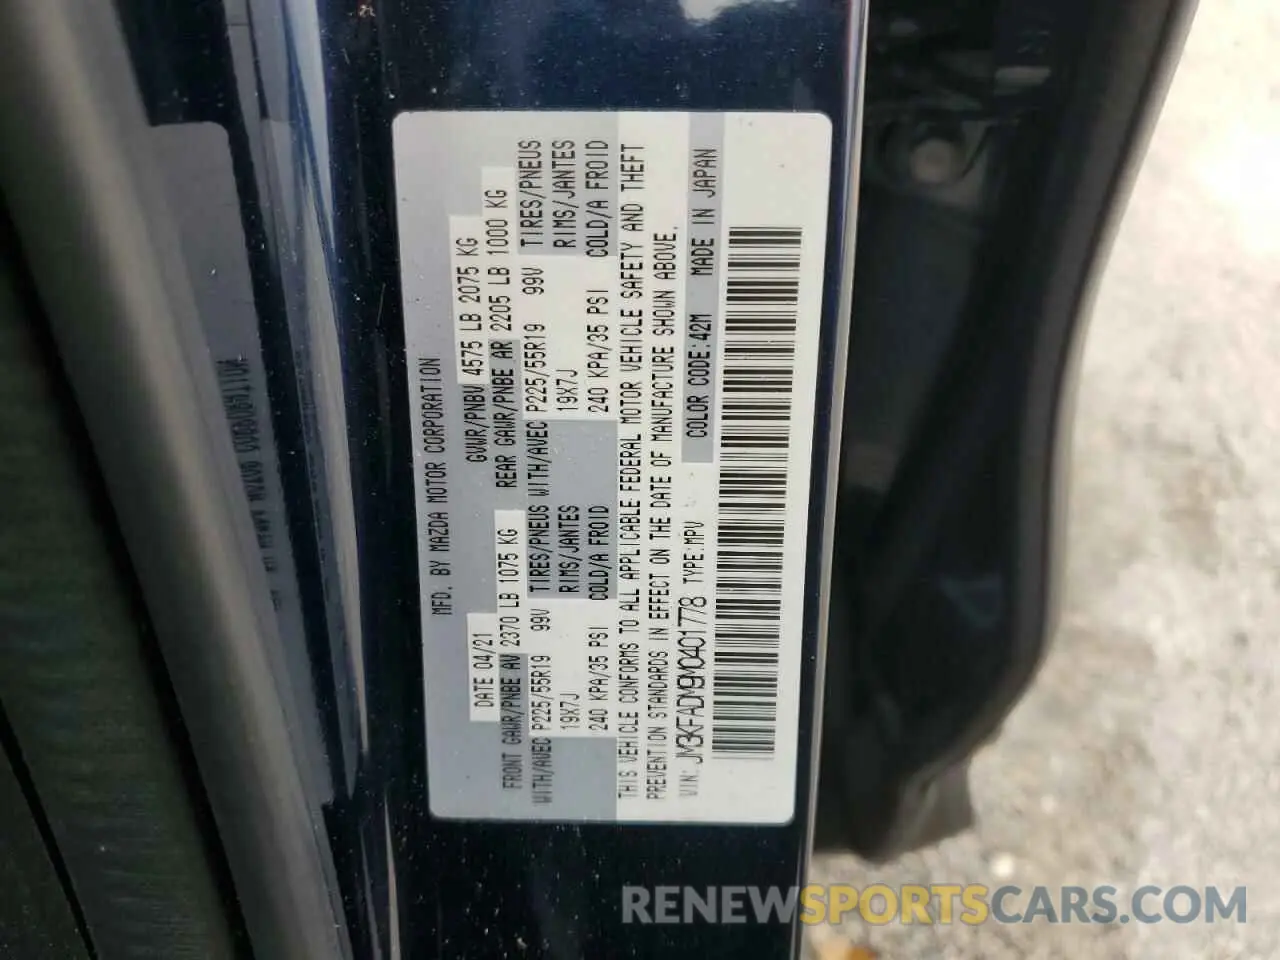 MFD. BY MAZDA MOTOR CORPORATION
DATE 04/21 GVWR/PNBV 4575 LB 2075 KG
FRONT GAWR/PNBE AV 2370 LB 1075 KG REAR GAWR/PNBE AR 2205 LB 1000 KG
WITH/AVEC P225/55R19 99V TIRES/PNEUS WITH/AVEC P225/55R19 99V TIRES/PNEUS
19X7J RIMS/JANTES 19X7J RIMS/JANTES
240 KPA/35 PSI COLD/A FROID 240 KPA/35 PSI COLD/A FROID
THIS VEHICLE CONFORMS TO ALL APPLICABLE FEDERAL MOTOR VEHICLE SAFETY AND THEFT
PREVENTION STANDARDS IN EFFECT ON THE DATE OF MANUFACTURE SHOWN ABOVE.
VIN: JM3KFADM9M0401778 TYPE:MPV COLOR CODE:42M MADE IN JAPAN
RENEWSPORTSCARS.COM